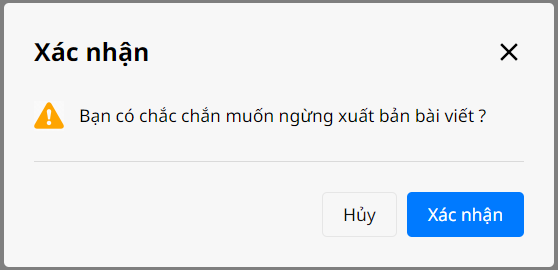 Xác nhận
Bạn có chắc chắn muốn ngừng xuất bản bài viết ?
Hủy
Xác nhận